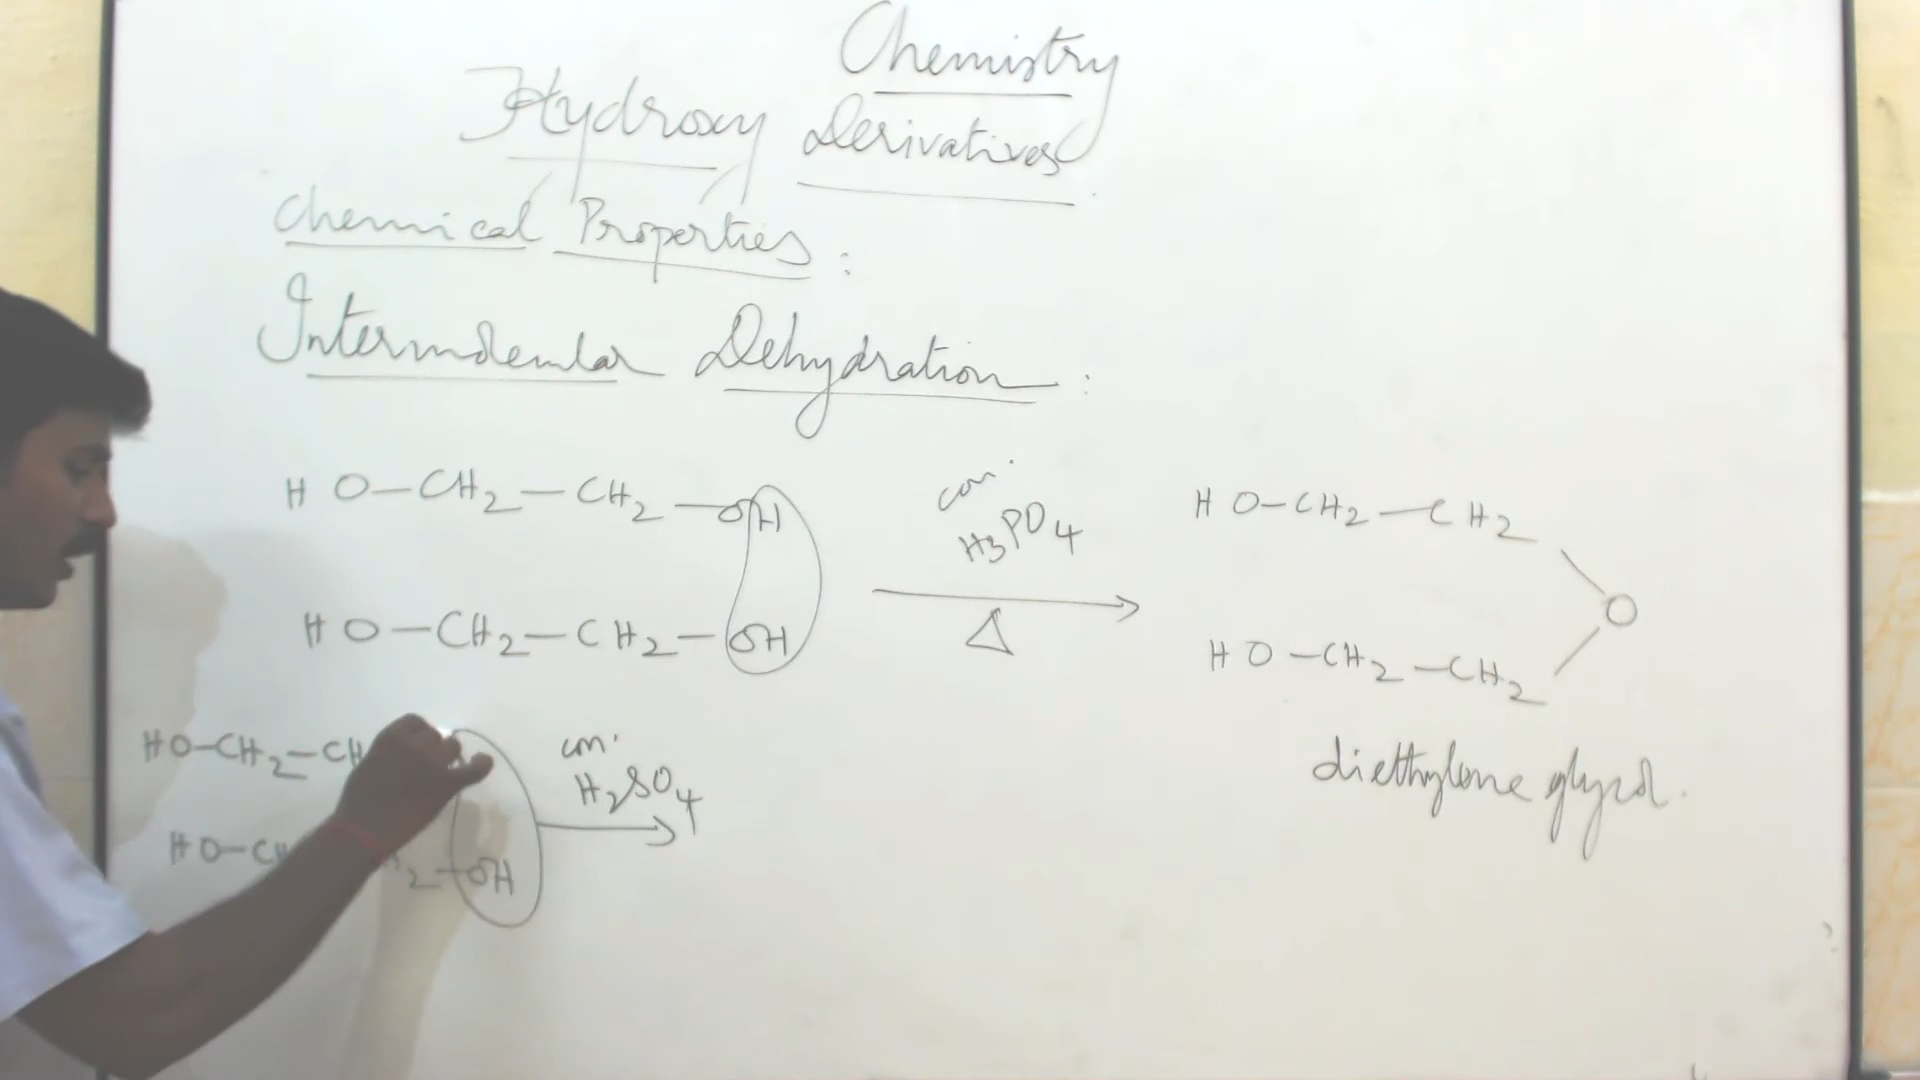 Chemistry
Hydroxy Derivatives
Chemical Properties:
Intermolecular Dehydration:
HO-CH2-CH2-OH
HO-CH2-CH2-OH
con.
H3PO4
Δ
HO-CH2-CH2
O
HO-CH2-CH2
diethylene glycol.
HO-CH2-CH
HO-CH 2-OH
con.
H2SO4